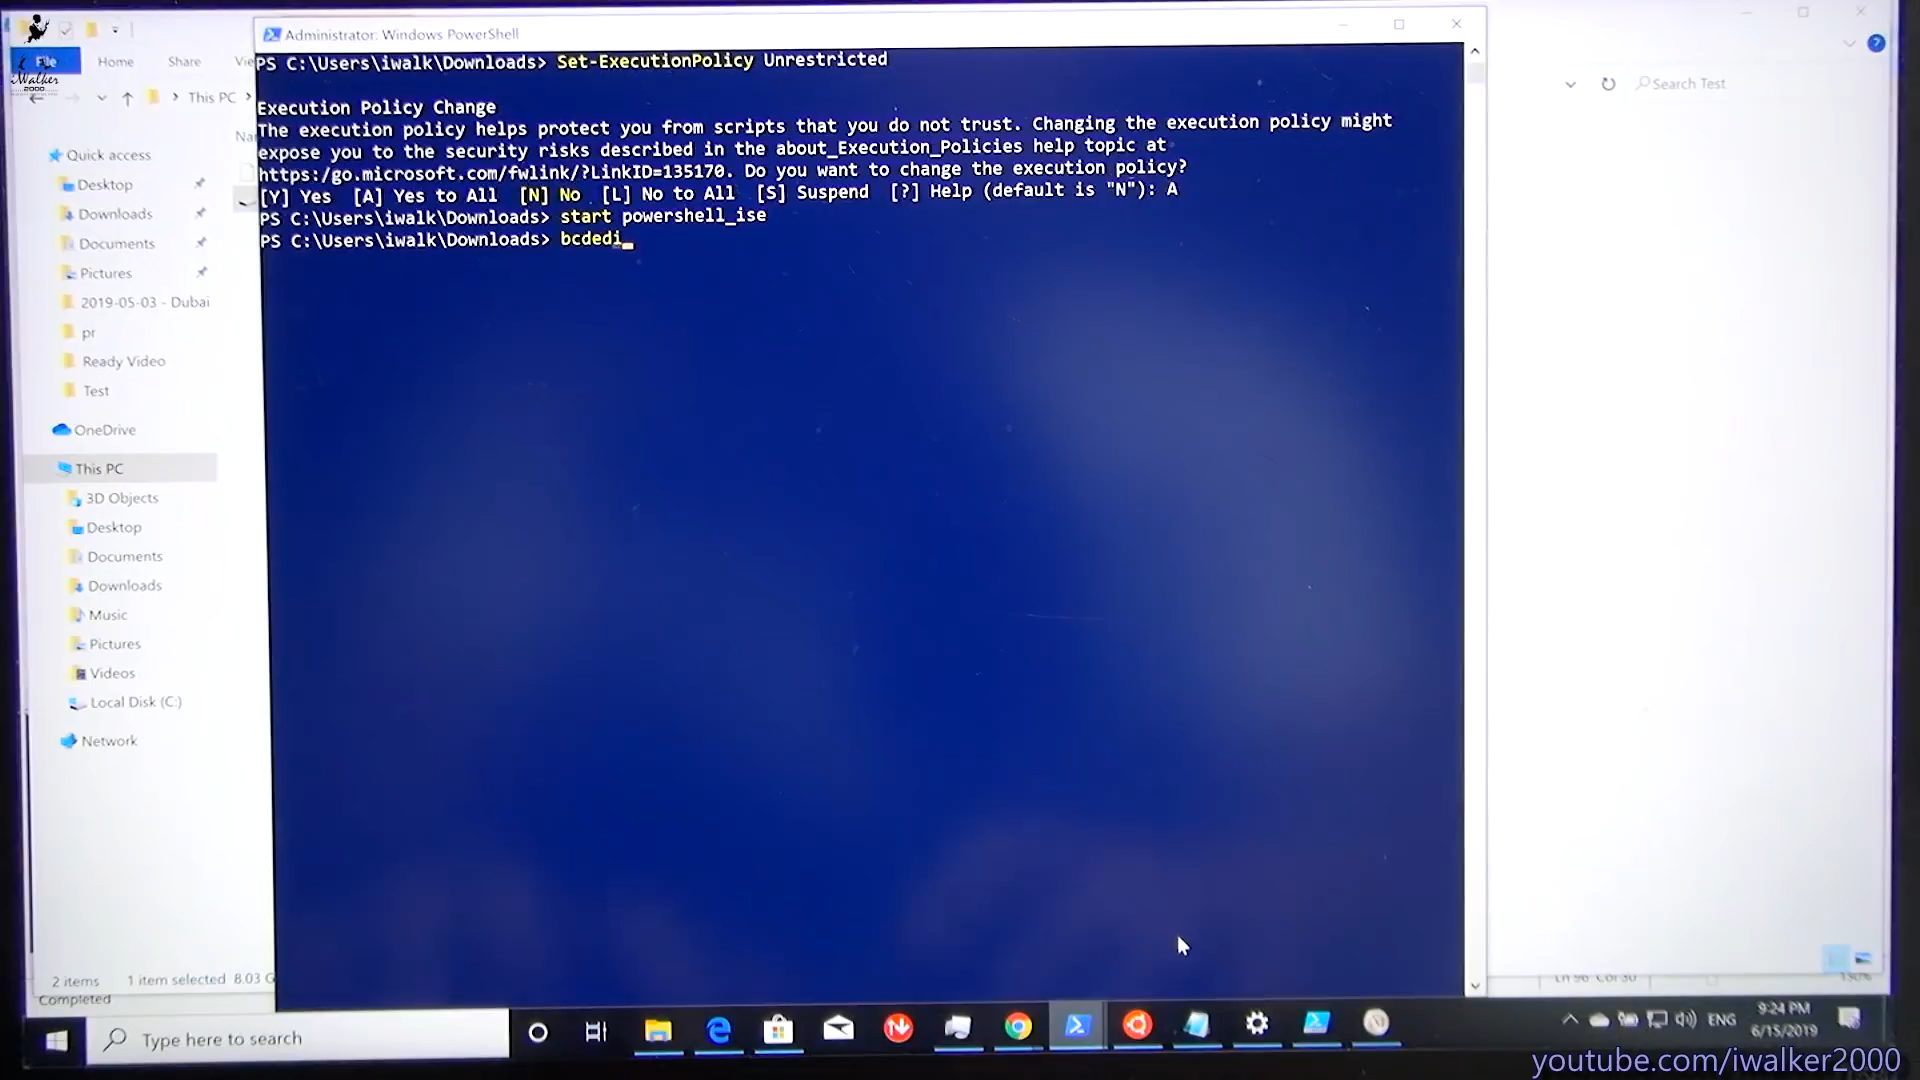 Administrator: Windows PowerShell
PS C:\Users\iwalk\Downloads> Set-ExecutionPolicy Unrestricted
Execution Policy Change
The execution policy helps protect you from scripts that you do not trust. Changing the execution policy might
expose you to the security risks described in the about_Execution_Policies help topic at
https:/go.microsoft.com/fwlink/?LinkID=135170. Do you want to change the execution policy?
[Y] Yes  [A] Yes to All  [N] No  [L] No to All  [S] Suspend  [?] Help (default is "N"): A
PS C:\Users\iwalk\Downloads> start powershell_ise
PS C:\Users\iwalk\Downloads> bcdedi_
File Home Share
iWalker
2000
This PC
Search Test
Quick access
Desktop
Downloads
Documents
Pictures
2019-05-03 - Dubai
pr
Ready Video
Test
OneDrive
This PC
3D Objects
Desktop
Documents
Downloads
Music
Pictures
Videos
Local Disk (C:)
Network
2 items 1 item selected 8.03
Completed
Type here to search
ENG
9:24 PM
6/15/2019
youtube.com/iwalker2000